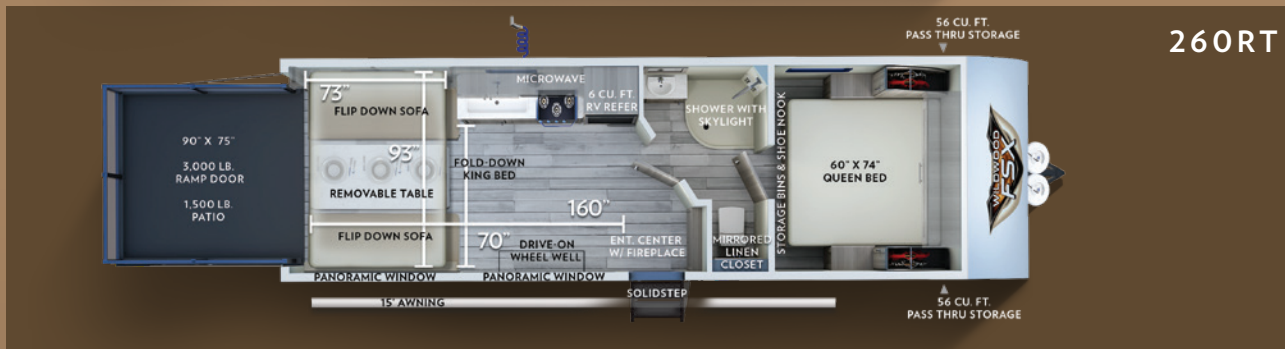 56 CU. FT.
PASS THRU STORAGE
260RT
MICROWAVE
73"
FLIP DOWN SOFA
6 CU. FT.
RV REFER
SHOWER WITH
SKYLIGHT
90" X 75"
3,000 LB.
RAMP DOOR
1,500 LB.
PATIO
93"
FOLD-DOWN
KING BED
REMOVABLE TABLE
STORAGE BINS & SHOE NOOK
60" X 74"
QUEEN BED
WILDWOOD
FSX
160"
FLIP DOWN SOFA
70"
DRIVE-ON
WHEEL WELL
ENT. CENTER
W/ FIREPLACE
MIRRORED
LINEN
CLOSET
PANORAMIC WINDOW
PANORAMIC WINDOW
SOLIDSTEP
15' AWNING
56 CU. FT.
PASS THRU STORAGE